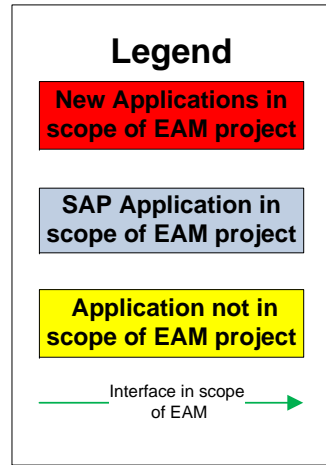 Legend
New Applications in
scope of EAM project
SAP Application in
scope of EAM project
Application not in
scope of EAM project
Interface in scope
of EAM